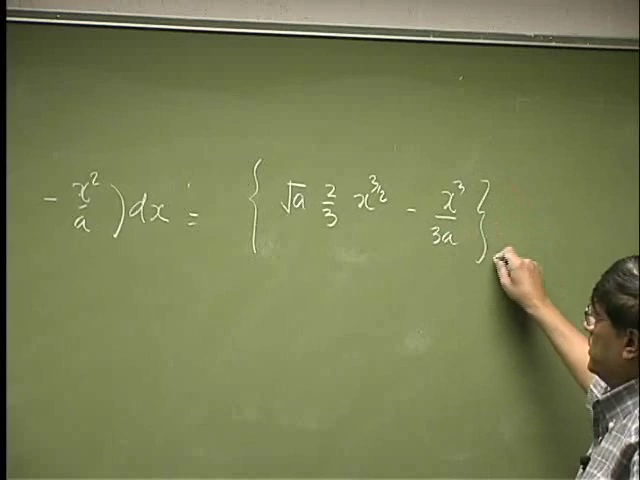 - x²/a ) dx = { √a 2/3 x^{3/2} - x³/3a }